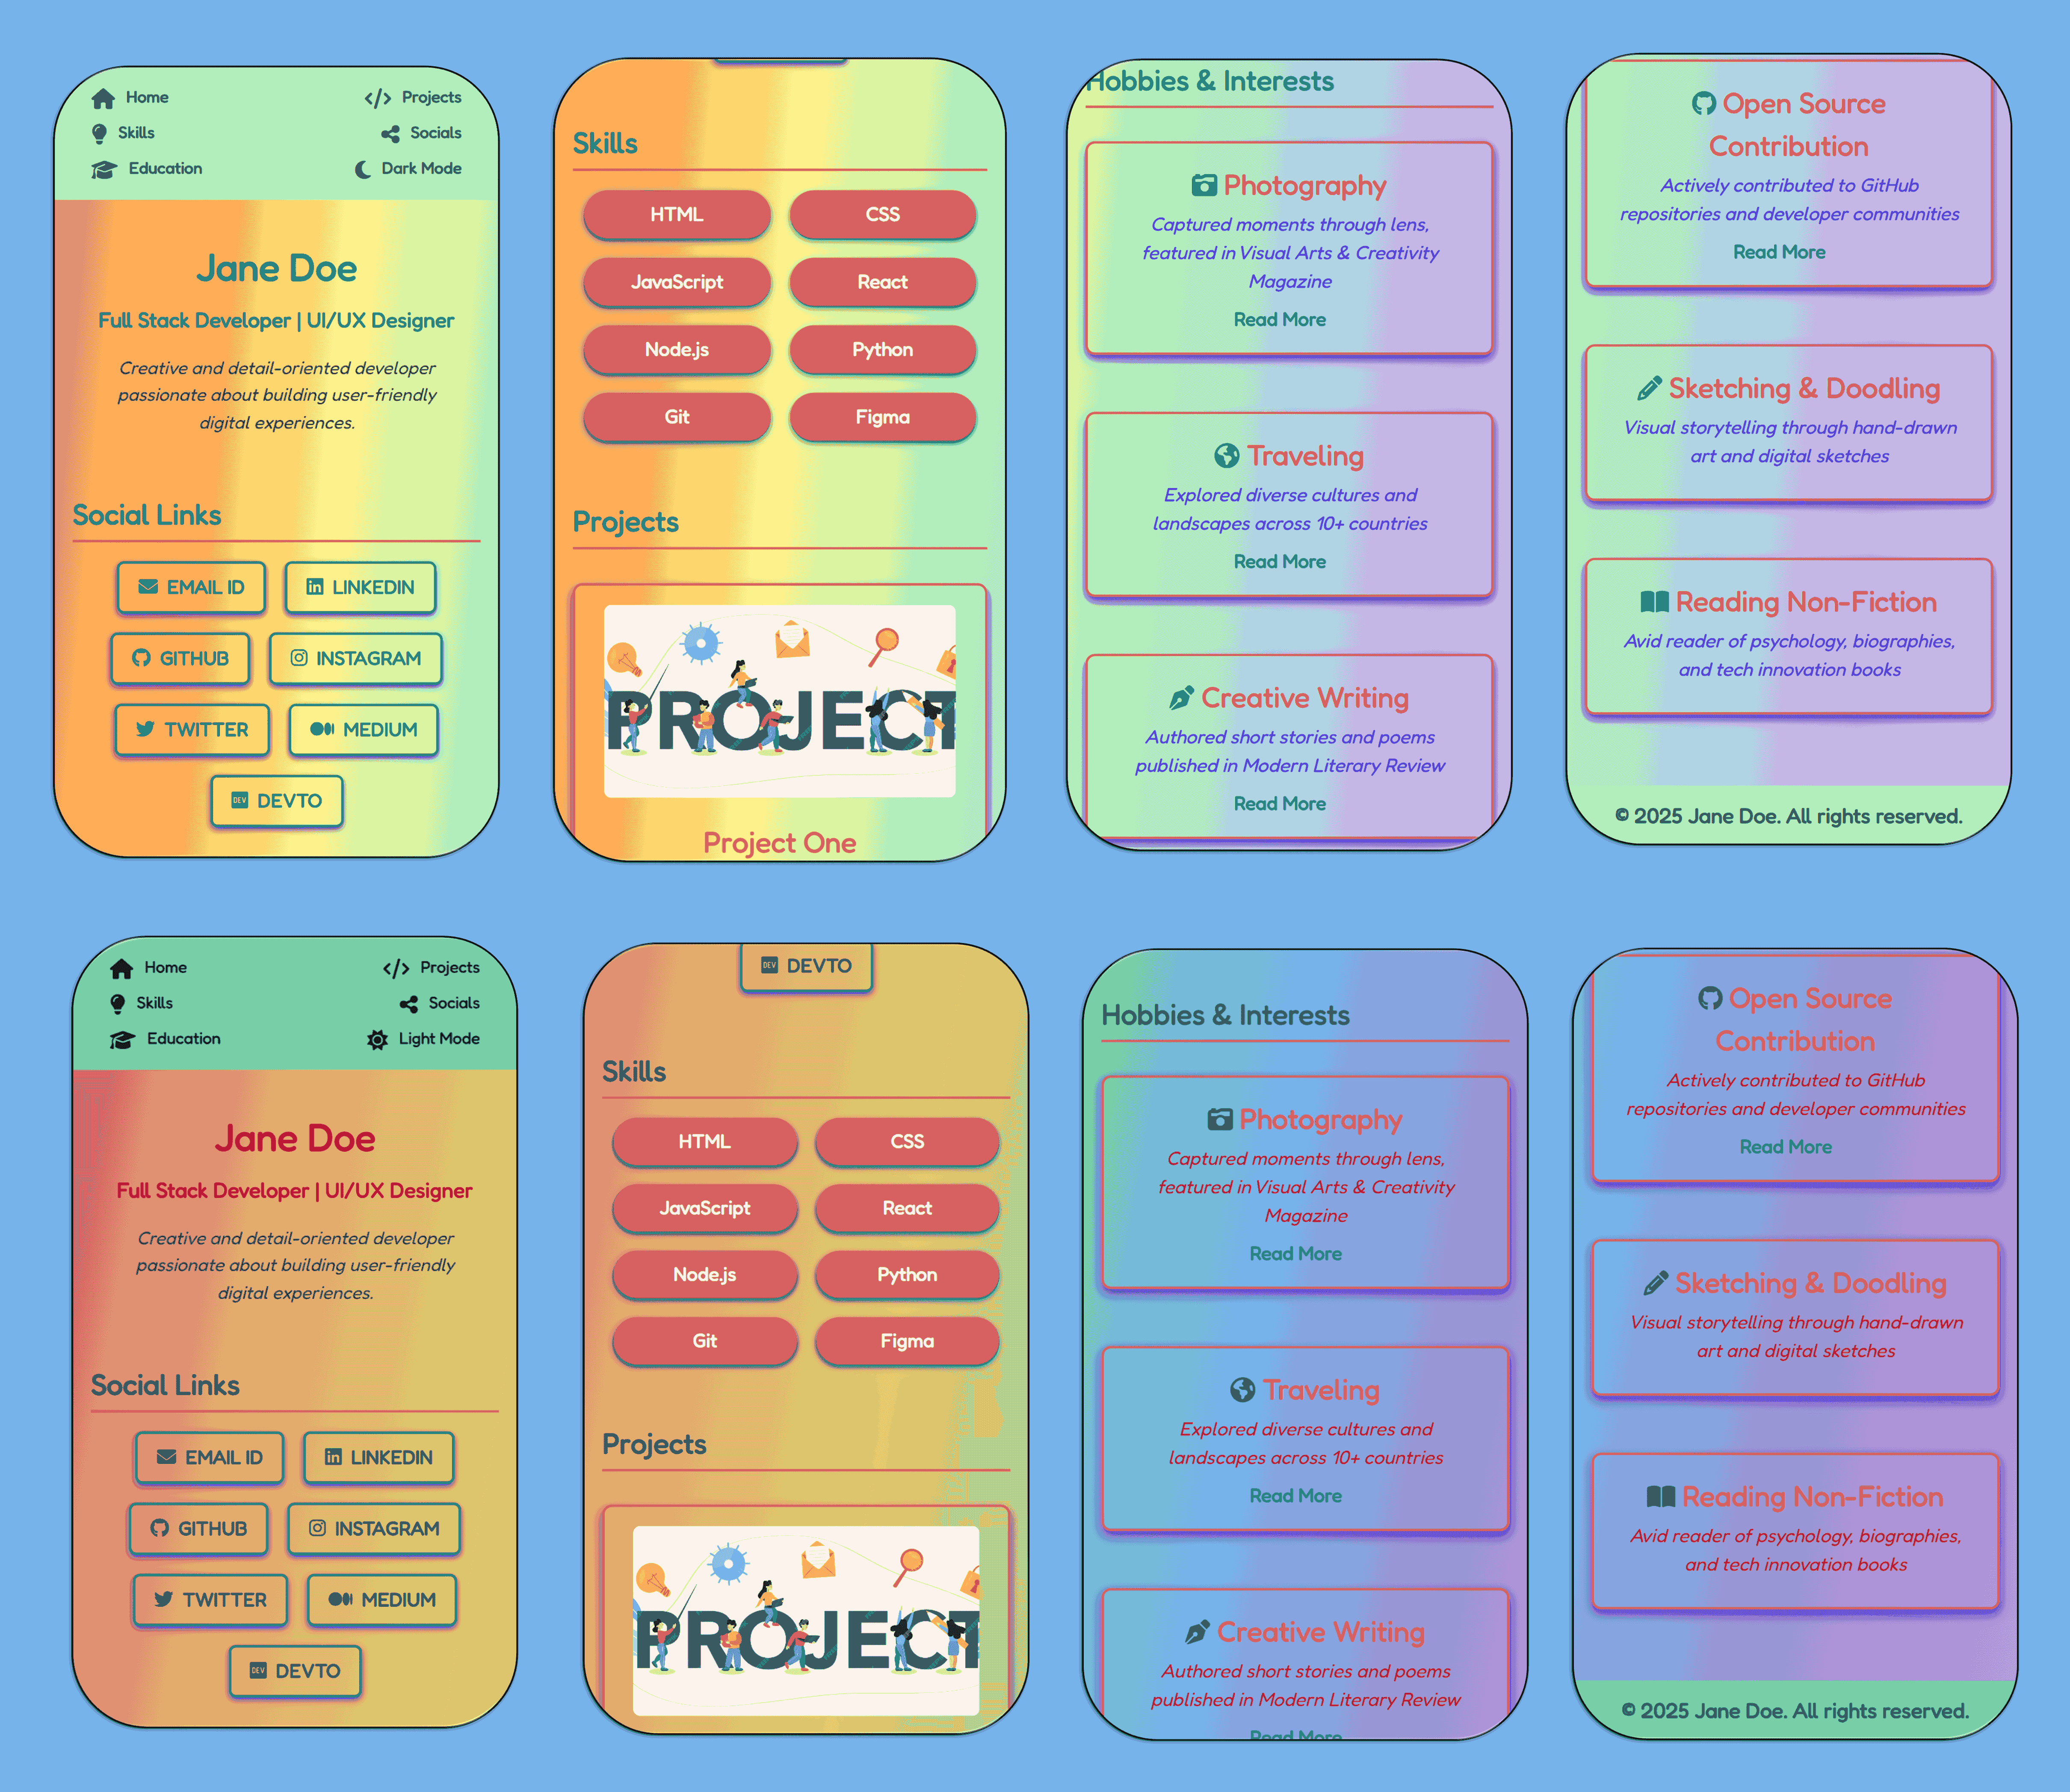 Home
Projects
Skills
Socials
Education
Dark Mode
Jane Doe
Full Stack Developer | UI/UX Designer
Creative and detail-oriented developer
passionate about building user-friendly
digital experiences.
Social Links
EMAIL ID
LINKEDIN
GITHUB
INSTAGRAM
TWITTER
MEDIUM
DEV
DEVTO
Skills
HTML
CSS
JavaScript
React
Node.js
Python
Git
Figma
Projects
PROJECT
Project One
Hobbies & Interests
Photography
Captured moments through lens,
featured in Visual Arts & Creativity
Magazine
Read More
Traveling
Explored diverse cultures and
landscapes across 10+ countries
Read More
Creative Writing
Authored short stories and poems
published in Modern Literary Review
Read More
Open Source
Contribution
Actively contributed to GitHub
repositories and developer communities
Read More
Sketching & Doodling
Visual storytelling through hand-drawn
art and digital sketches
Reading Non-Fiction
Avid reader of psychology, biographies,
and tech innovation books
© 2025 Jane Doe. All rights reserved.
Home
Projects
Skills
Socials
Education
Light Mode
Jane Doe
Full Stack Developer | UI/UX Designer
Creative and detail-oriented developer
passionate about building user-friendly
digital experiences.
Social Links
EMAIL ID
LINKEDIN
GITHUB
INSTAGRAM
TWITTER
MEDIUM
DEV
DEVTO
DEV
DEVTO
Skills
HTML
CSS
JavaScript
React
Node.js
Python
Git
Figma
Projects
PROJECT
Hobbies & Interests
Photography
Captured moments through lens,
featured in Visual Arts & Creativity
Magazine
Read More
Traveling
Explored diverse cultures and
landscapes across 10+ countries
Read More
Creative Writing
Authored short stories and poems
published in Modern Literary Review
Read More
Open Source
Contribution
Actively contributed to GitHub
repositories and developer communities
Read More
Sketching & Doodling
Visual storytelling through hand-drawn
art and digital sketches
Reading Non-Fiction
Avid reader of psychology, biographies,
and tech innovation books
© 2025 Jane Doe. All rights reserved.